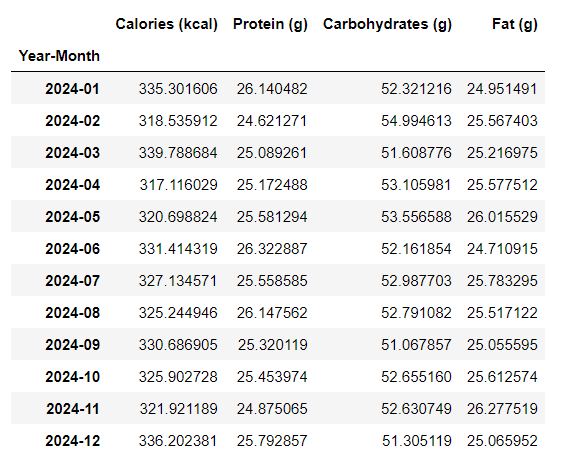 Calories (kcal) Protein (g) Carbohydrates (g) Fat (g)
Year-Month
2024-01 335.301606 26.140482 52.321216 24.951491
2024-02 318.535912 24.621271 54.994613 25.567403
2024-03 339.788684 25.089261 51.608776 25.216975
2024-04 317.116029 25.172488 53.105981 25.577512
2024-05 320.698824 25.581294 53.556588 26.015529
2024-06 331.414319 26.322887 52.161854 24.710915
2024-07 327.134571 25.558585 52.987703 25.783295
2024-08 325.244946 26.147562 52.791082 25.517122
2024-09 330.686905 25.320119 51.067857 25.055595
2024-10 325.902728 25.453974 52.655160 25.612574
2024-11 321.921189 24.875065 52.630749 26.277519
2024-12 336.202381 25.792857 51.305119 25.065952